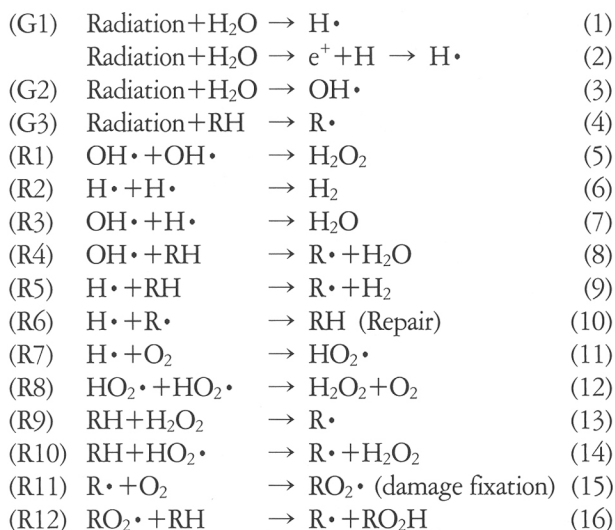 (G1) Radiation+H₂O → H• (1)
Radiation+H₂O → e⁺+H → H• (2)
(G2) Radiation+H₂O → OH• (3)
(G3) Radiation+RH → R• (4)
(R1) OH•+OH• → H₂O₂ (5)
(R2) H•+H• → H₂ (6)
(R3) OH•+H• → H₂O (7)
(R4) OH•+RH → R•+H₂O (8)
(R5) H•+RH → R•+H₂ (9)
(R6) H•+R• → RH (Repair) (10)
(R7) H•+O₂ → HO₂• (11)
(R8) HO₂•+HO₂• → H₂O₂+O₂ (12)
(R9) RH+H₂O₂ → R• (13)
(R10) RH+HO₂• → R•+H₂O₂ (14)
(R11) R•+O₂ → RO₂• (damage fixation) (15)
(R12) RO₂•+RH → R•+RO₂H (16)